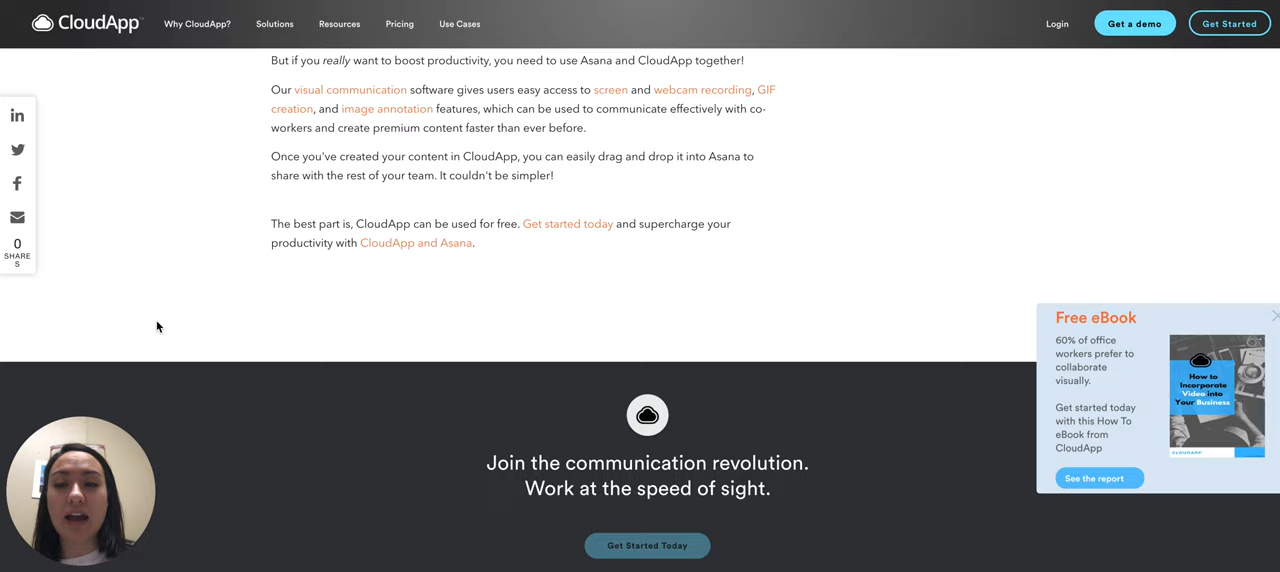 CloudApp
Why CloudApp?
Solutions
Resources
Pricing
Use Cases
Login
Get a demo
Get Started
But if you really want to boost productivity, you need to use Asana and CloudApp together!
Our visual communication software gives users easy access to screen and webcam recording, GIF
creation, and image annotation features, which can be used to communicate effectively with co-
workers and create premium content faster than ever before.
Once you've created your content in CloudApp, you can easily drag and drop it into Asana to
share with the rest of your team. It couldn't be simpler!
The best part is, CloudApp can be used for free. Get started today and supercharge your
productivity with CloudApp and Asana.
0
SHARE
S
Free eBook
60% of office
workers prefer to
collaborate
visually.
Get started today
with this How To
eBook from
CloudApp
See the report
How to
Incorporate
Video into
Your Business
CLOUDAPP
Join the communication revolution.
Work at the speed of sight.
Get Started Today